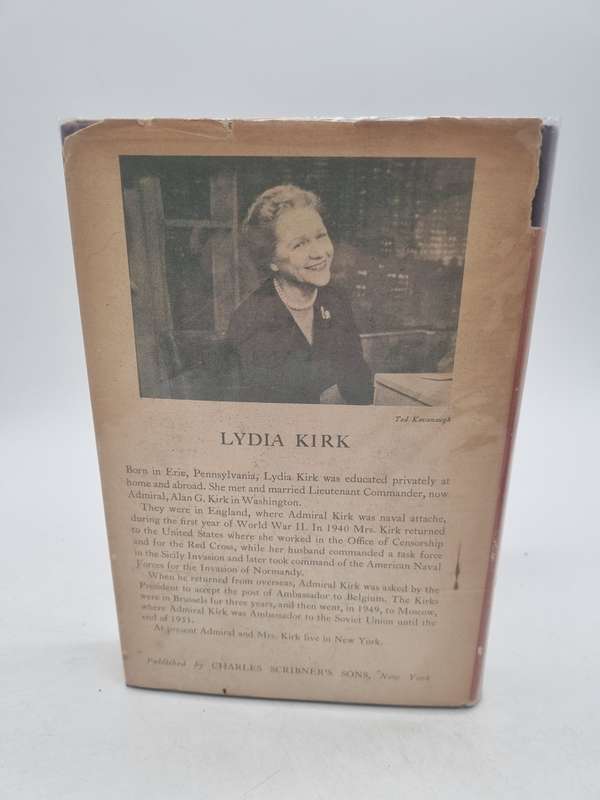 Ted Kavanaugh
LYDIA KIRK
Born in Erie, Pennsylvania, Lydia Kirk was educated privately at
home and abroad. She met and married Lieutenant Commander, now
Admiral, Alan G. Kirk in Washington.
They were in England, where Admiral Kirk was naval attache,
during the first year of World War II. In 1940 Mrs. Kirk returned
to the United States where she worked in the Office of Censorship
and for the Red Cross, while her husband commanded a task force
in the Sicily Invasion and later took command of the American Naval
Forces for the Invasion of Normandy.
When he returned from overseas, Admiral Kirk was asked by the
President to accept the post of Ambassador to Belgium. The Kirks
were in Brussels for three years, and then went, in 1949, to Moscow,
where Admiral Kirk was Ambassador to the Soviet Union until the
end of 1951.
At present Admiral and Mrs. Kirk live in New York.
Published by CHARLES SCRIBNER'S SONS, New York